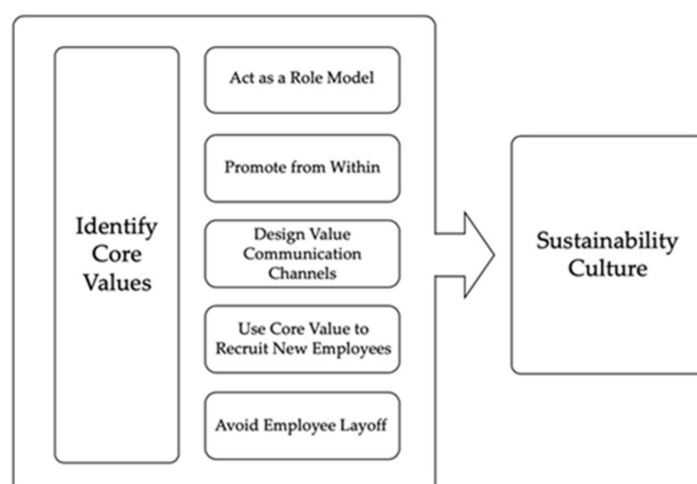 Identify
Core
Values
Act as a Role Model
Promote from Within
Design Value
Communication
Channels
Use Core Value to
Recruit New Employees
Avoid Employee Layoff
Sustainability
Culture